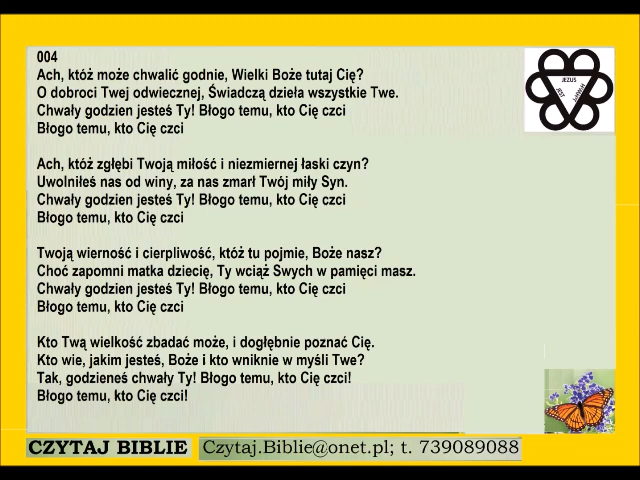 004
Ach, któż może chwalić godnie, Wielki Boże tutaj Cię?
O dobroci Twej odwiecznej, Świadczą dzieła wszystkie Twe.
Chwały godzien jesteś Ty! Błogo temu, kto Cię czci
Błogo temu, kto Cię czci
Ach, któż zgłębi Twoją miłość i niezmiernej łaski czyn?
Uwolniłeś nas od winy, za nas zmarł Twój miły Syn.
Chwały godzien jesteś Ty! Błogo temu, kto Cię czci
Błogo temu, kto Cię czci
Twoją wierność i cierpliwość, któż tu pojmie, Boże nasz?
Choć zapomni matka dziecię, Ty wciąż Swych w pamięci masz.
Chwały godzien jesteś Ty! Błogo temu, kto Cię czci
Błogo temu, kto Cię czci
Kto Twą wielkość zbadać może, i dogłębnie poznać Cię.
Kto wie, jakim jesteś, Boże i kto wniknie w myśli Twe?
Tak, godzieneś chwały Ty! Błogo temu, kto Cię czci!
Błogo temu, kto Cię czci!
JEZUS
JEST
CZYTAJ BIBLIE
Czytaj.Biblie@onet.pl; t. 739089088